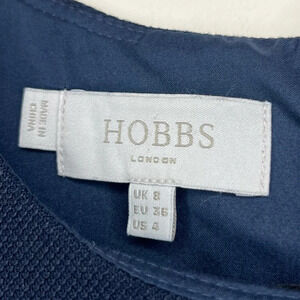 HOBBS
LONDON
UK 8
EU 36
US 4
MADE IN
CHINA